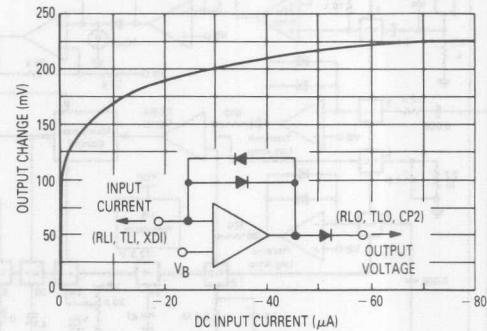 250
200
150
100
50
0
OUTPUT CHANGE (mV)
INPUT
CURRENT
(RLI, TLI, XDI)
VB
(RLO, TLO, CP2)
OUTPUT
VOLTAGE
0
–20
–40
–60
–80
DC INPUT CURRENT (μA)